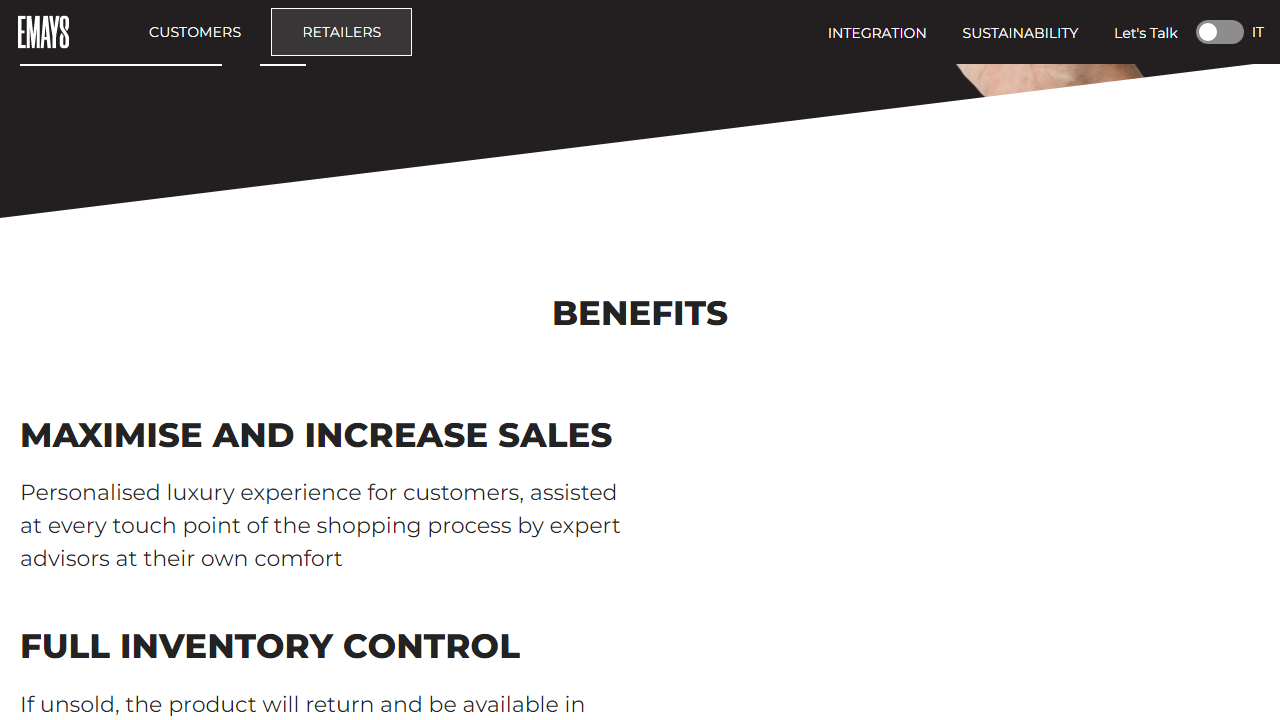 EMAYS
CUSTOMERS
RETAILERS
INTEGRATION
SUSTAINABILITY
Let's Talk
IT
BENEFITS
MAXIMISE AND INCREASE SALES
Personalised luxury experience for customers, assisted
at every touch point of the shopping process by expert
advisors at their own comfort
FULL INVENTORY CONTROL
If unsold, the product will return and be available in